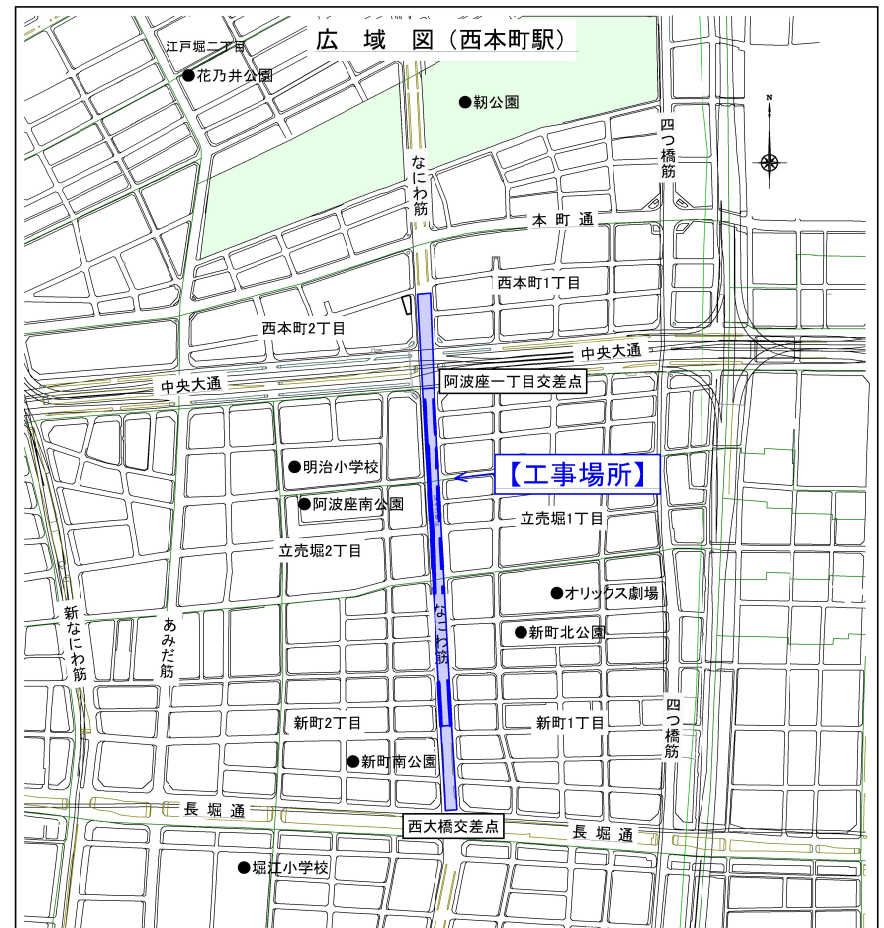 広域図（西本町駅）
江戸堀二丁目
●花乃井公園
●靭公園
N
四つ橋筋
なにわ筋
本町通
西本町1丁目
西本町2丁目
中央大通
中央大通
阿波座一丁目交差点
●明治小学校
【工事場所】
●阿波座南公園
立売堀1丁目
立売堀2丁目
●オリックス劇場
新なにわ筋
あみだ筋
なにわ筋
●新町北公園
新町2丁目
新町1丁目
四つ橋筋
●新町南公園
長堀通
西大橋交差点
長堀通
●堀江小学校